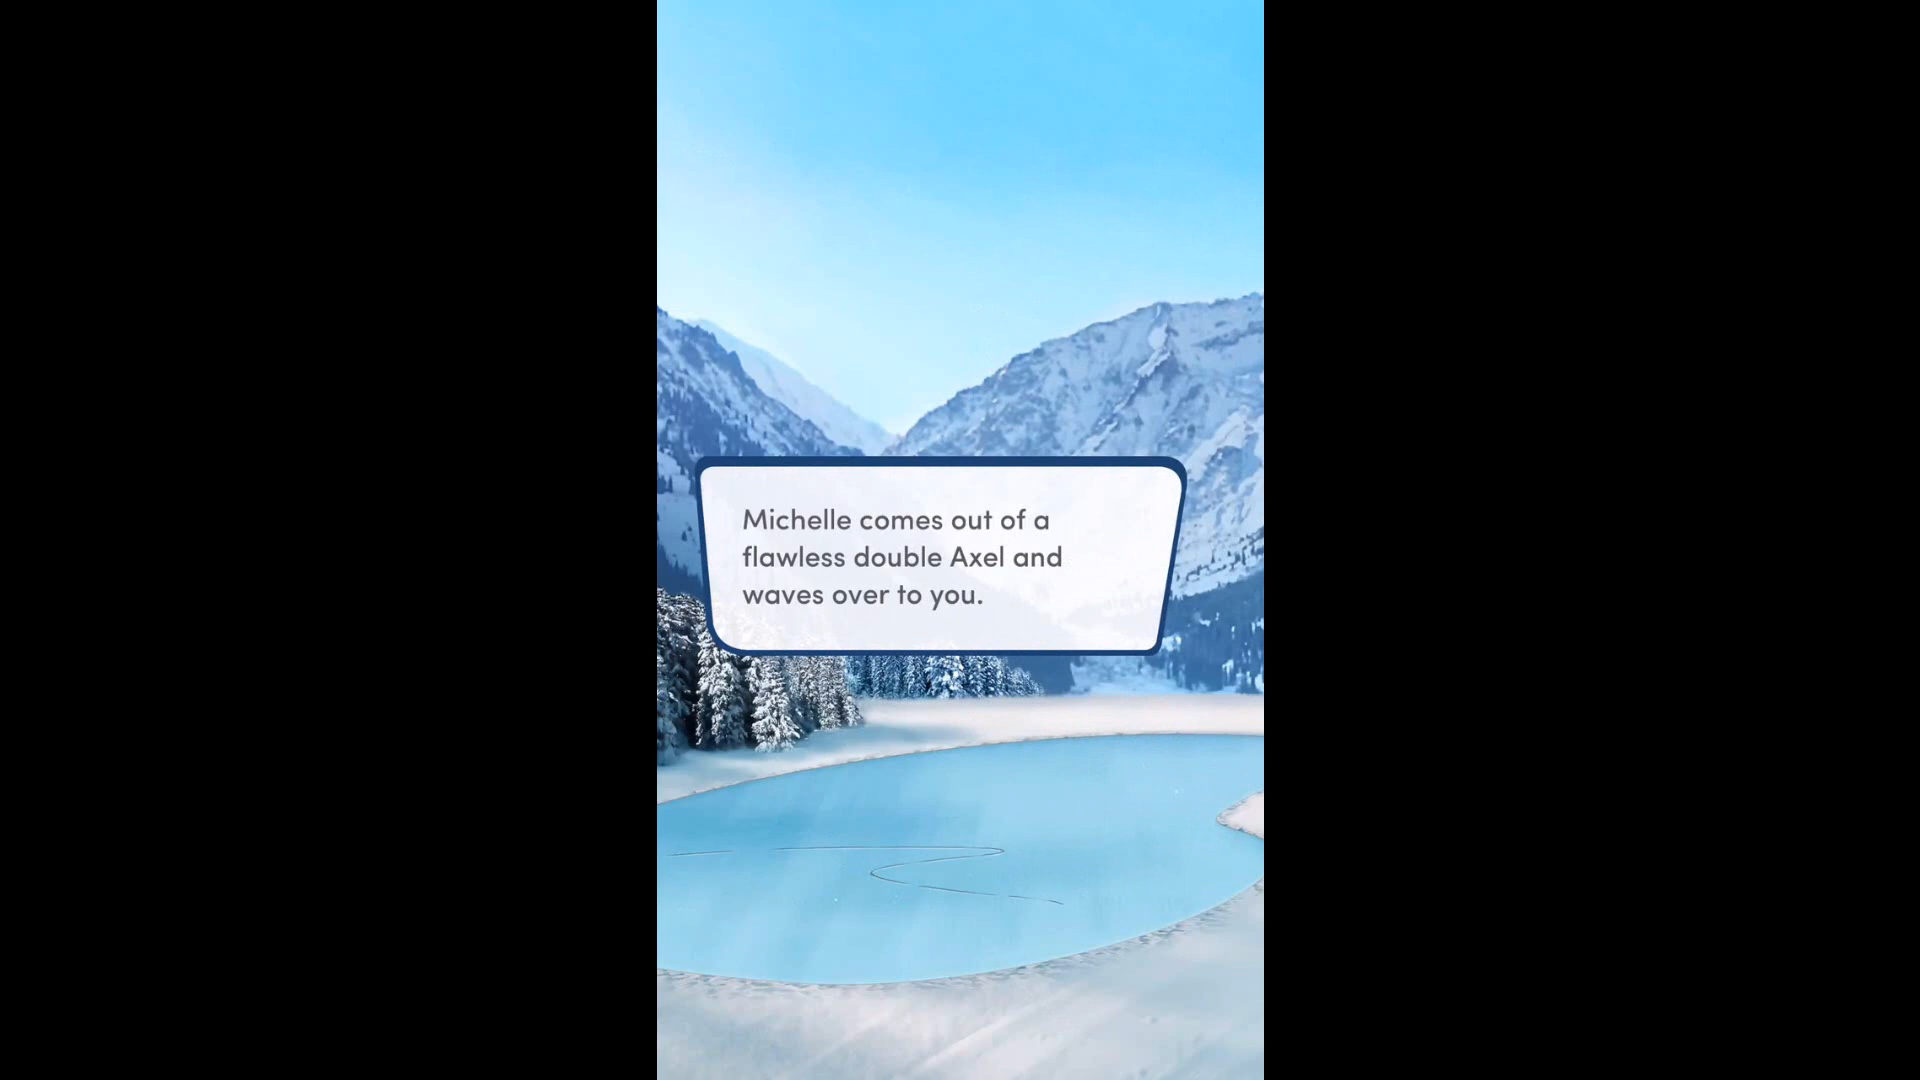 Michelle comes out of a
flawless double Axel and
waves over to you.